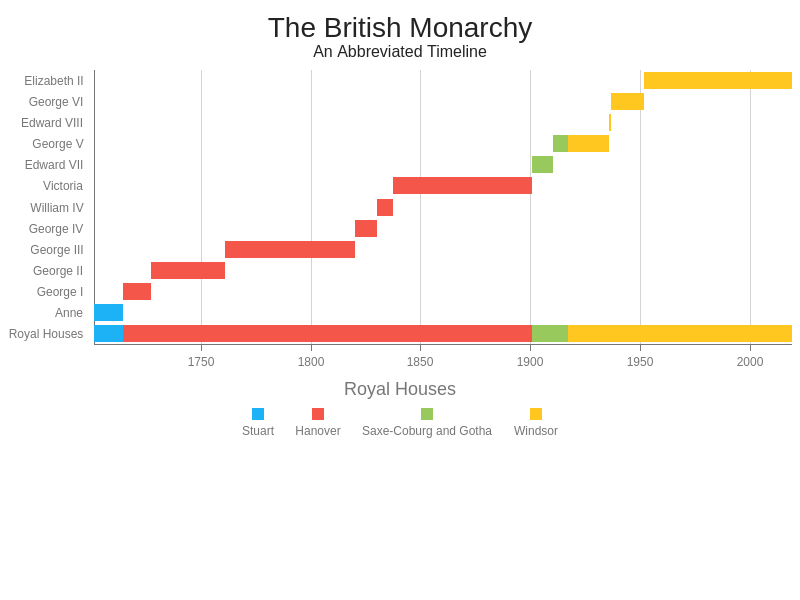 The British Monarchy
An Abbreviated Timeline
Elizabeth II
George VI
Edward VIII
George V
Edward VII
Victoria
William IV
George IV
George III
George II
George I
Anne
Royal Houses
1750 1800 1850 1900 1950 2000
Royal Houses
Stuart Hanover Saxe-Coburg and Gotha Windsor